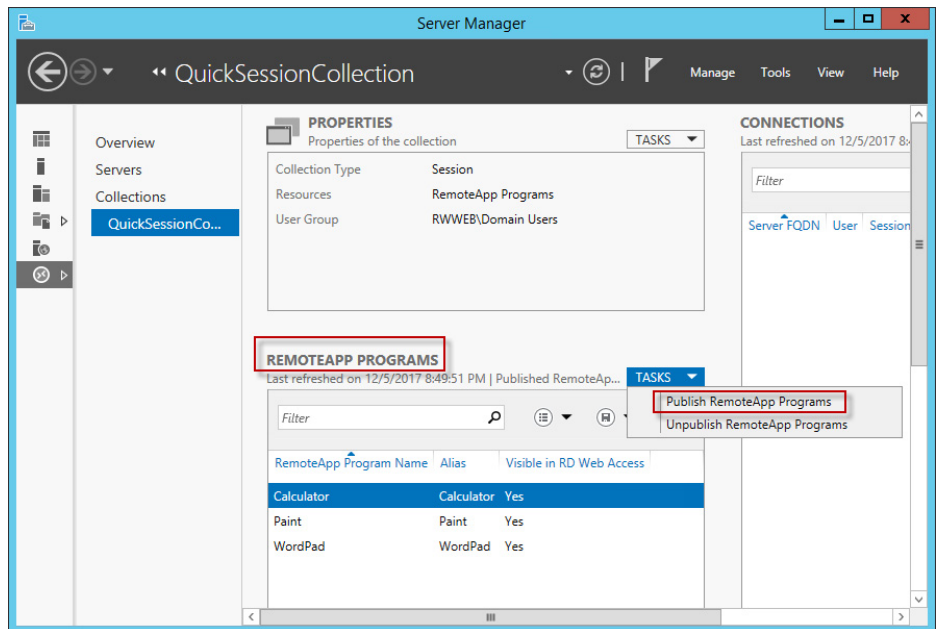 Server Manager
QuickSessionCollection
Manage Tools View Help
Overview
Servers
Collections
QuickSessionCo...
PROPERTIES
Properties of the collection
TASKS
Collection Type Session
Resources RemoteApp Programs
User Group RWWEB\Domain Users
CONNECTIONS
Last refreshed on 12/5/2017 8:
Filter
Server FQDN User Session
REMOTEAPP PROGRAMS
Last refreshed on 12/5/2017 8:49:51 PM | Published RemoteAp...
TASKS
Publish RemoteApp Programs
Unpublish RemoteApp Programs
Filter
RemoteApp Program Name Alias Visible in RD Web Access
Calculator Calculator Yes
Paint Paint Yes
WordPad WordPad Yes